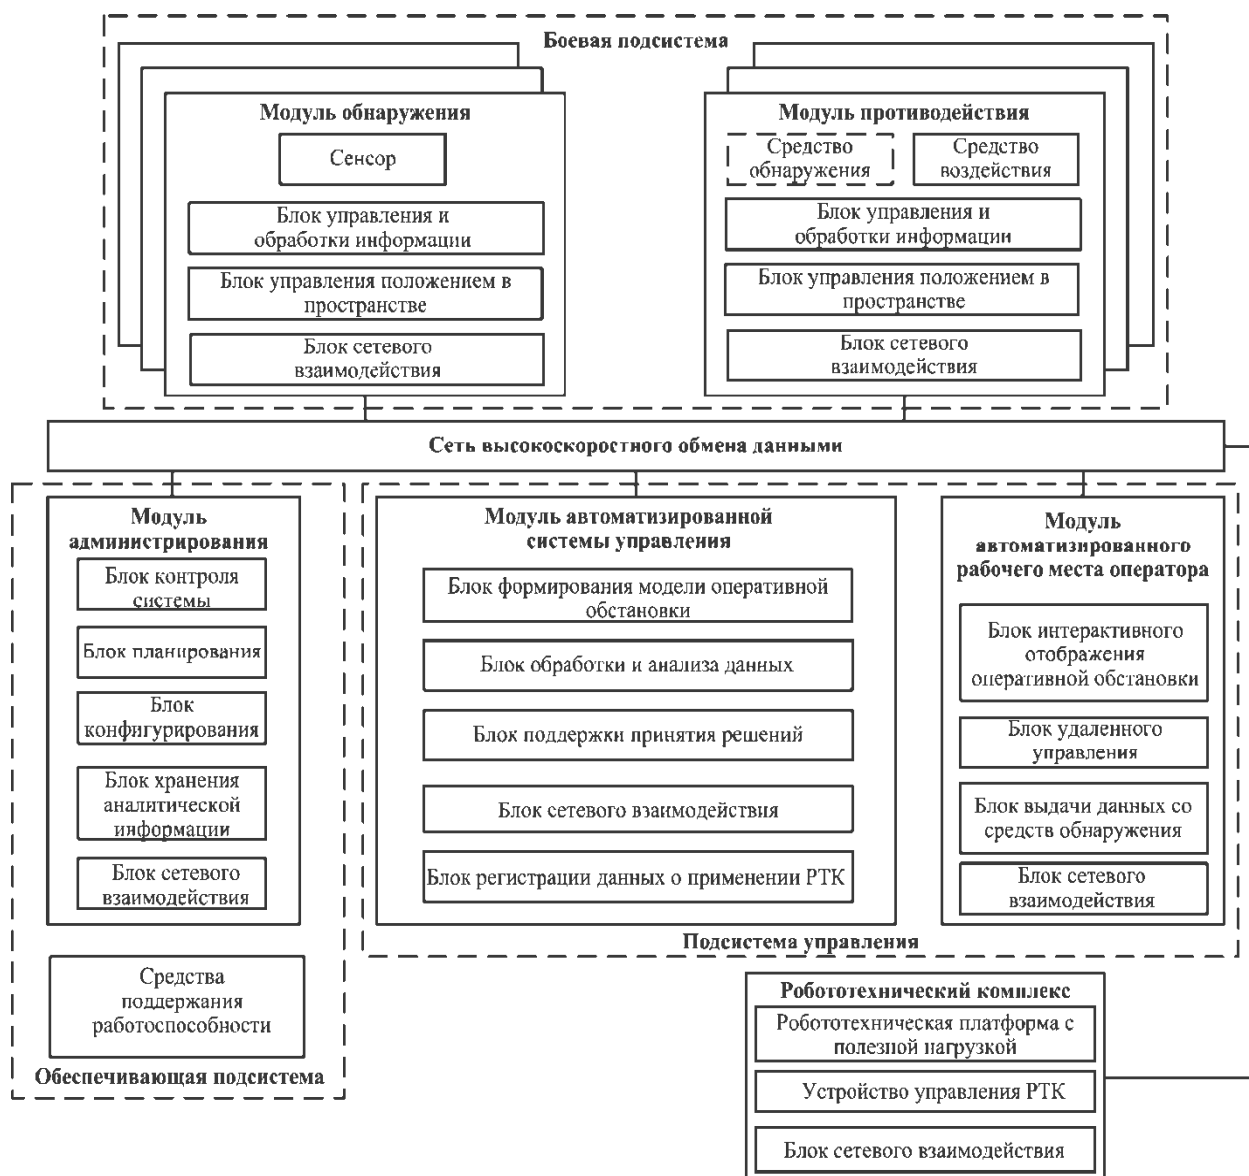 Боевая подсистема
Модуль обнаружения
Сенсор
Блок управления и
обработки информации
Блок управления положением в
пространстве
Блок сетевого
взаимодействия
Модуль противодействия
Средство
обнаружения
Средство
воздействия
Блок управления и
обработки информации
Блок управления положением в
пространстве
Блок сетевого
взаимодействия
Сеть высокоскоростного обмена данными
Модуль
администрирования
Блок контроля
системы
Блок планирования
Блок
конфигурирования
Блок хранения
аналитической
информации
Блок сетевого
взаимодействия
Средства
поддержания
работоспособности
Обеспечивающая подсистема
Модуль автоматизированной
системы управления
Блок формирования модели оперативной
обстановки
Блок обработки и анализа данных
Блок поддержки принятия решений
Блок сетевого взаимодействия
Блок регистрации данных о применении РТК
Модуль
автоматизированного
рабочего места оператора
Блок интерактивного
отображения
оперативной обстановки
Блок удаленного
управления
Блок выдачи данных со
средств обнаружения
Блок сетевого
взаимодействия
Подсистема управления
Робототехнический комплекс
Робототехническая платформа с
полезной нагрузкой
Устройство управления РТК
Блок сетевого взаимодействия